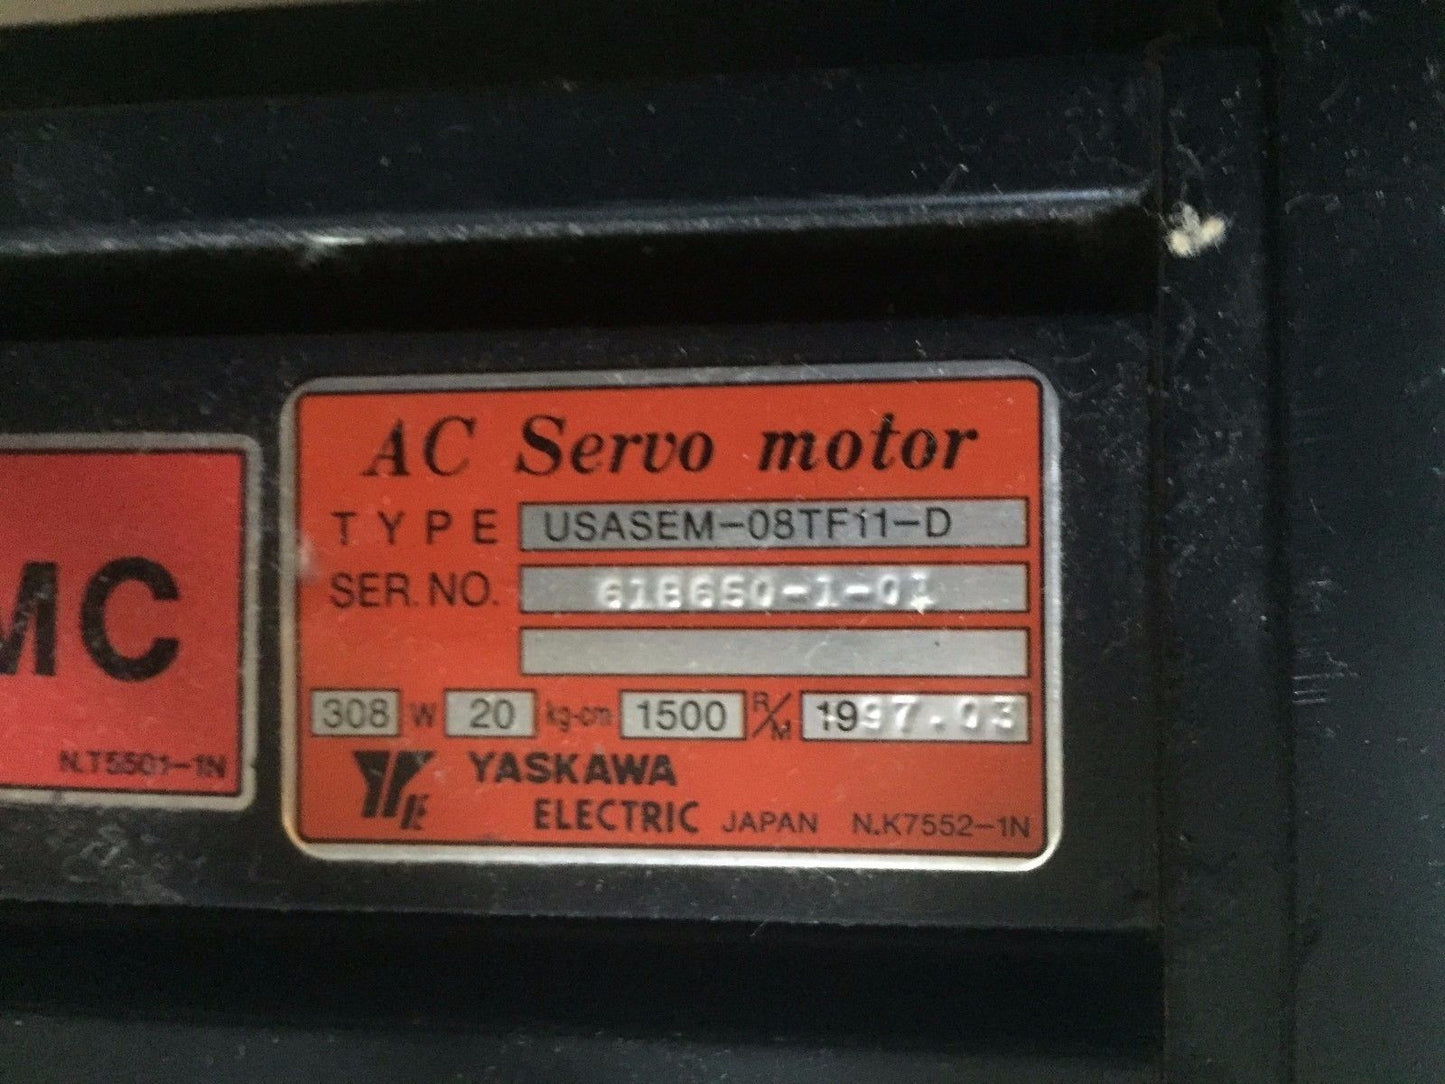 MC
N.T5501-1N
AC Servo motor
TYPE USASEM-08TF11-D
SER. NO. 618650-1-01
308 W 20 kg-cm 1500 R/M 1997.03
YASKAWA
ELECTRIC JAPAN N.K7552-1N